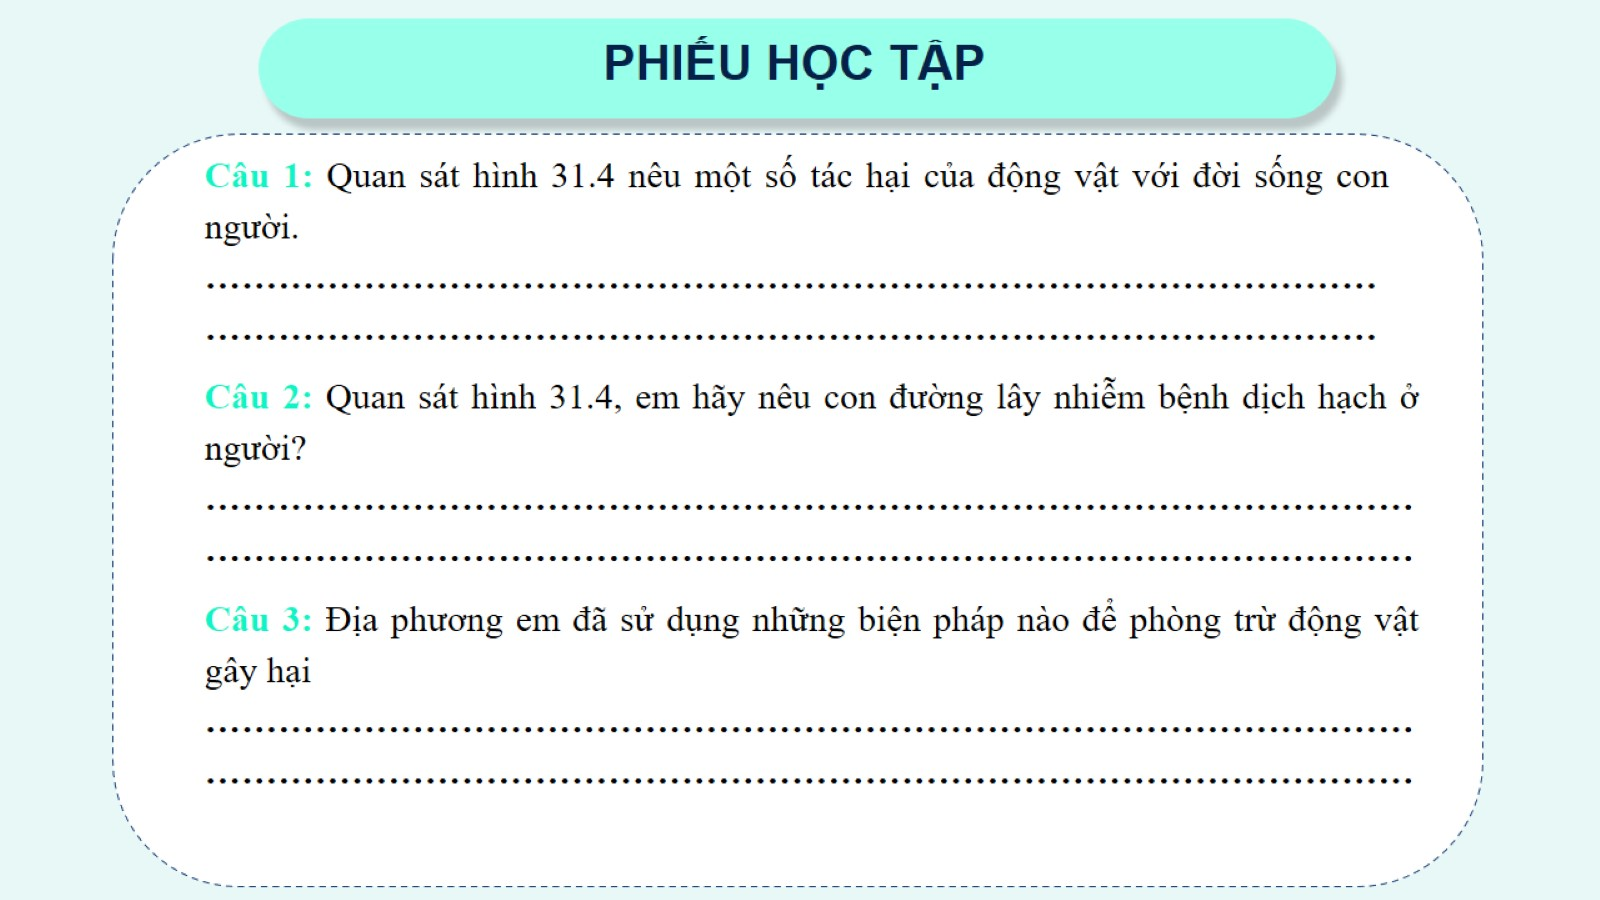 PHIẾU HỌC TẬP
Câu 1: Quan sát hình 31.4 nêu một số tác hại của động vật với đời sống con
người.
………………………………………………………………………………………
………………………………………………………………………………………
Câu 2: Quan sát hình 31.4, em hãy nêu con đường lây nhiễm bệnh dịch hạch ở
người?
…………………………………………………………………………………………
…………………………………………………………………………………………
Câu 3: Địa phương em đã sử dụng những biện pháp nào để phòng trừ động vật
gây hại
…………………………………………………………………………………………
…………………………………………………………………………………………